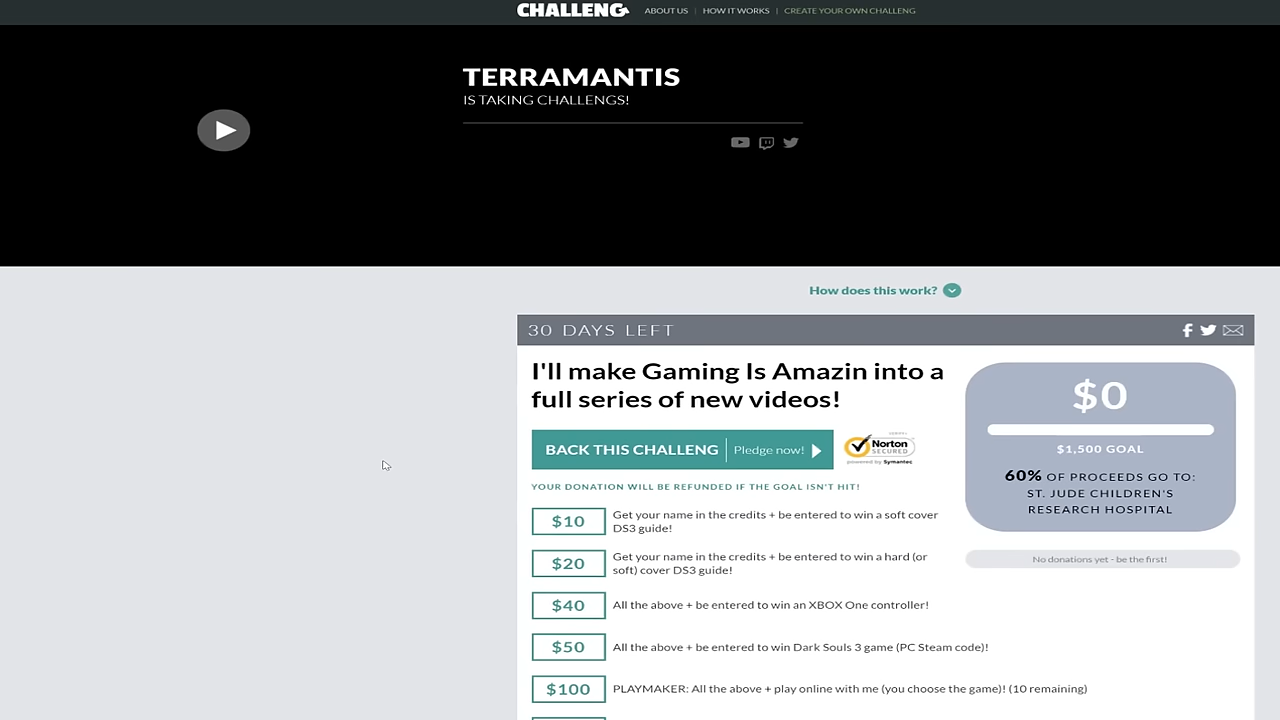 CHALLENG
ABOUT US | HOW IT WORKS | CREATE YOUR OWN CHALLENG
TERRAMANTIS
IS TAKING CHALLENGS!
How does this work?
30 DAYS LEFT
I'll make Gaming Is Amazin into a
full series of new videos!
BACK THIS CHALLENG | Pledge now!
Norton
SECURED
powered by Symantec
YOUR DONATION WILL BE REFUNDED IF THE GOAL ISN'T HIT!
$10
Get your name in the credits + be entered to win a soft cover
DS3 guide!
$20
Get your name in the credits + be entered to win a hard (or
soft) cover DS3 guide!
$40
All the above + be entered to win an XBOX One controller!
$50
All the above + be entered to win Dark Souls 3 game (PC Steam code)!
$100
PLAYMAKER: All the above + play online with me (you choose the game)! (10 remaining)
$0
$1,500 GOAL
60% OF PROCEEDS GO TO:
ST. JUDE CHILDREN'S
RESEARCH HOSPITAL
No donations yet - be the first!